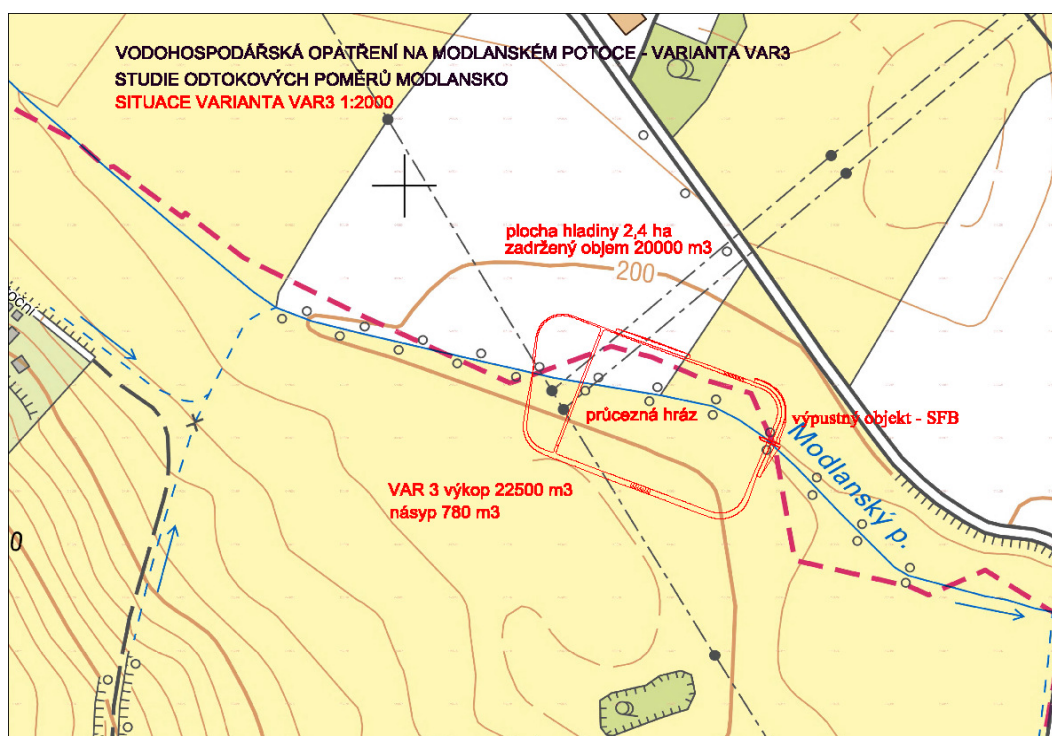 VODOHOSPODÁŘSKÁ OPATŘENÍ NA MODLANSKÉM POTOCE - VARIANTA VAR3
STUDIE ODTOKOVÝCH POMĚRŮ MODLANSKO
SITUACE VARIANTA VAR3 1:2000
plocha hladiny 2,4 ha
zadržený objem 20000 m3
200
oční
průcezná hráz
výpustný objekt - SFB
Modlanský p.
VAR 3 výkop 22500 m3
násyp 780 m3
0